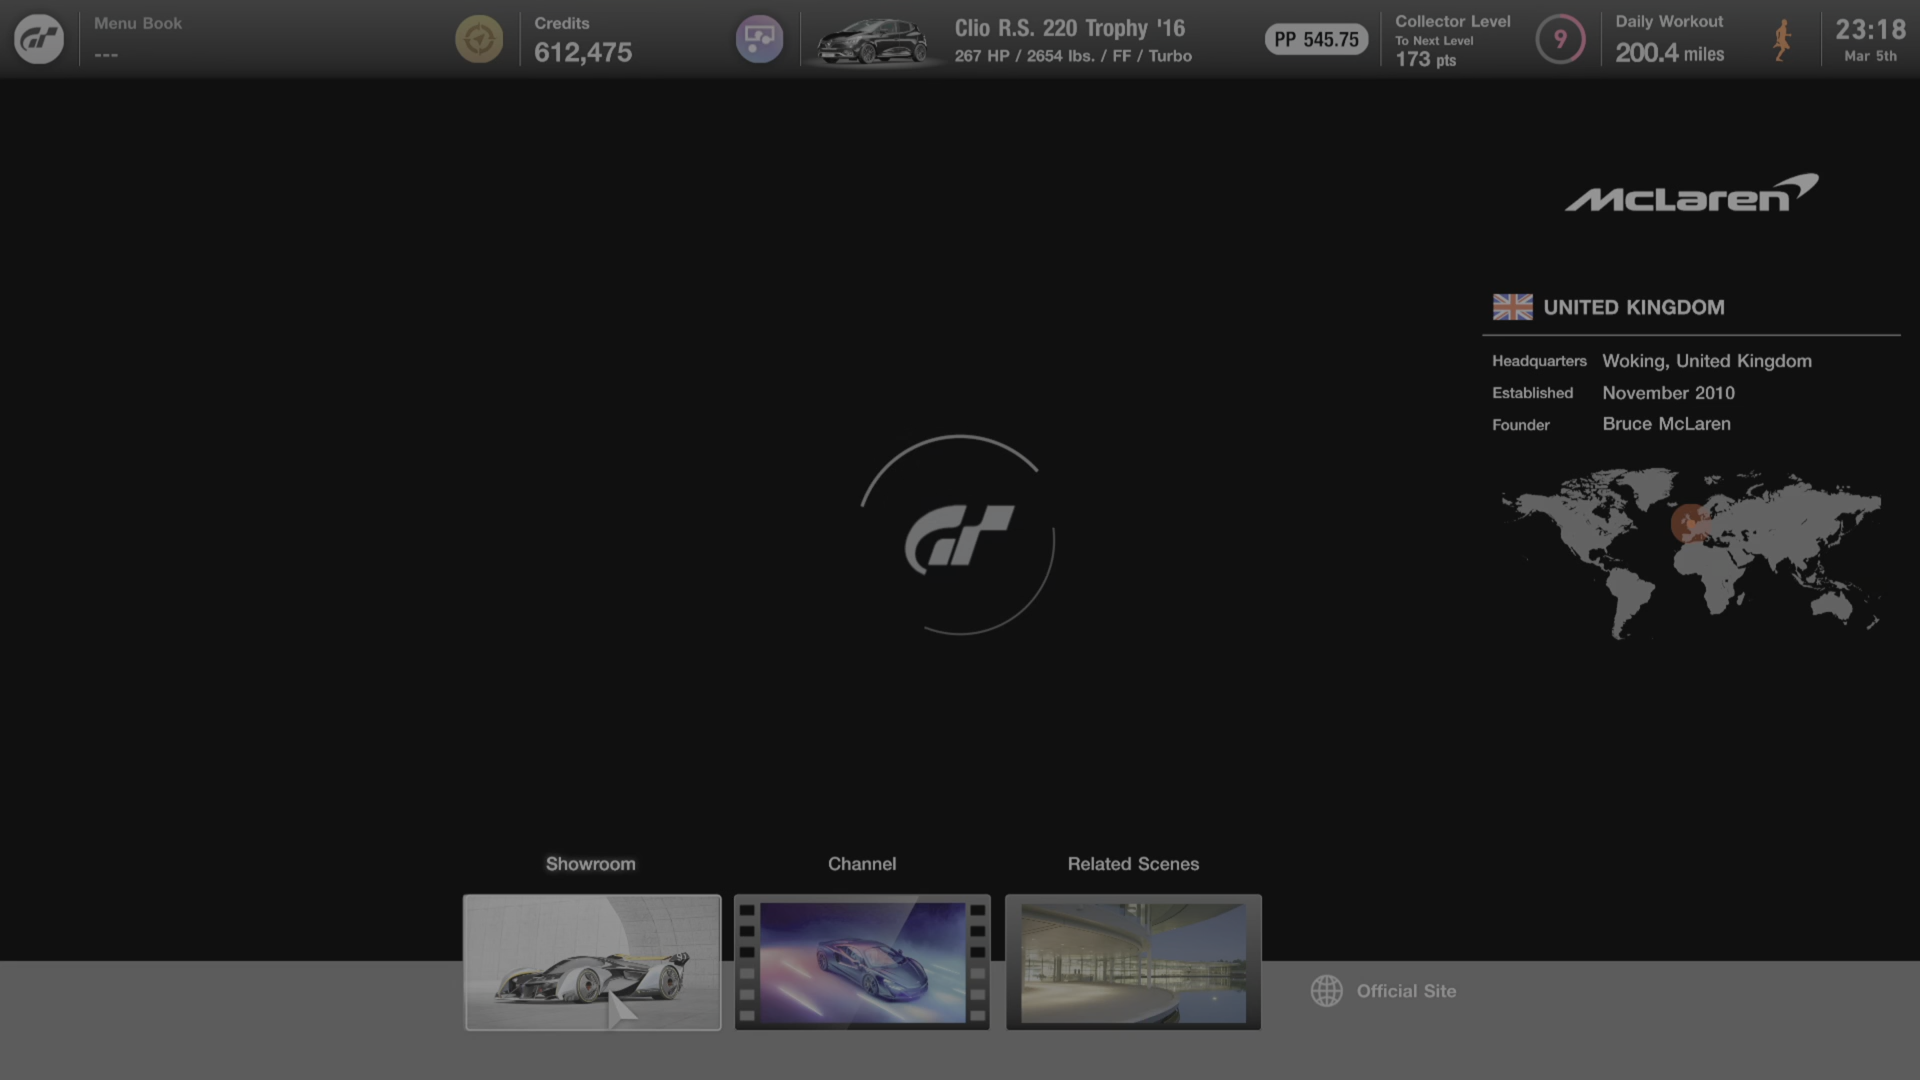 Menu Book
---
Credits
612,475
Clio R.S. 220 Trophy '16
267 HP / 2654 lbs. / FF / Turbo
PP 545.75
Collector Level
To Next Level
173 pts
9
Daily Workout
200.4 miles
23:18
Mar 5th
McLaren
UNITED KINGDOM
Headquarters Woking, United Kingdom
Established November 2010
Founder Bruce McLaren
Showroom
Channel
Related Scenes
Official Site